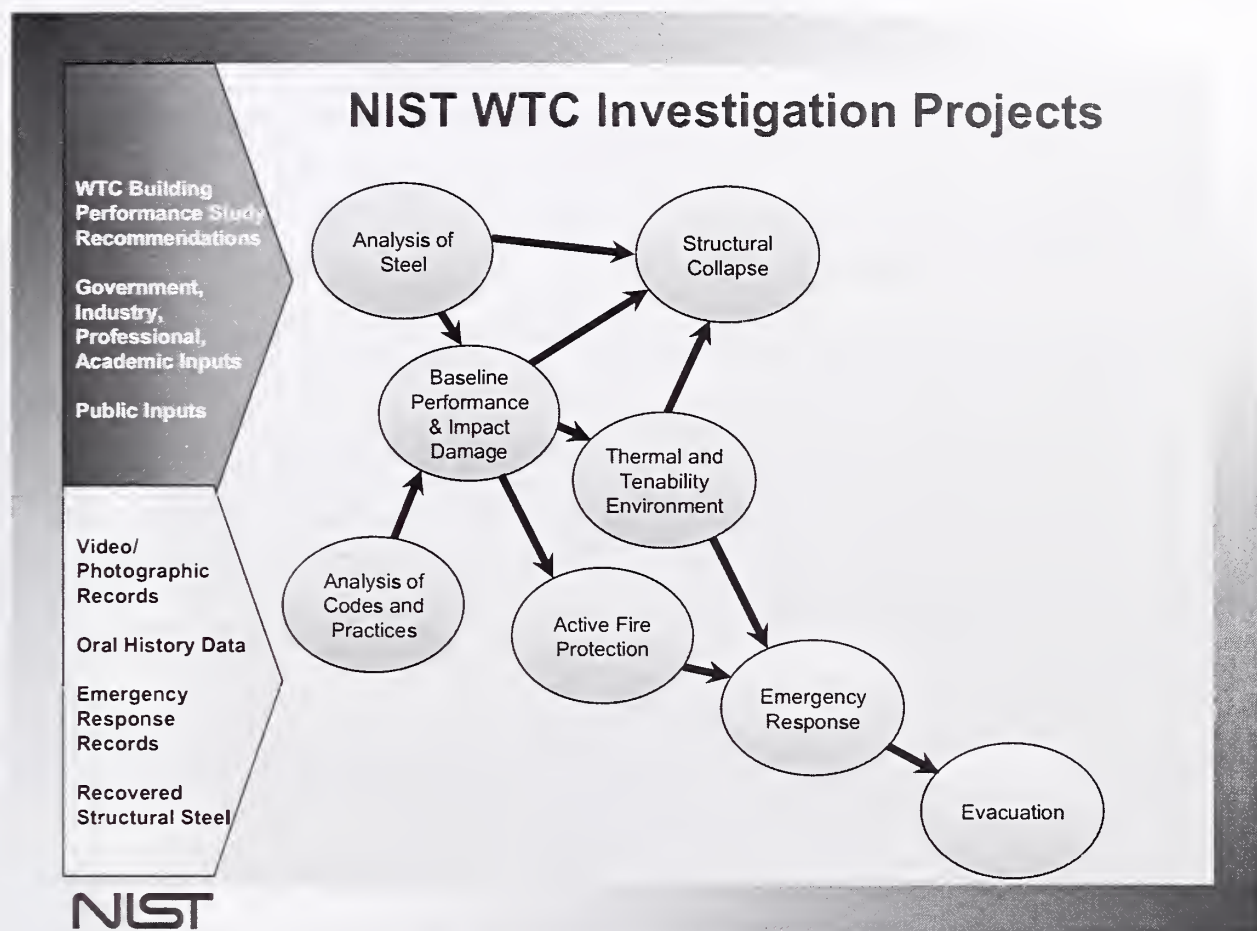 NIST WTC Investigation Projects
WTC Building
Performance Study
Recommendations
Government,
Industry,
Professional,
Academic Inputs
Public Inputs
Video/
Photographic
Records
Oral History Data
Emergency
Response
Records
Recovered
Structural Steel
Analysis of
Steel
Structural
Collapse
Baseline
Performance
& Impact
Damage
Thermal and
Tenability
Environment
Analysis of
Codes and
Practices
Active Fire
Protection
Emergency
Response
Evacuation
NIST